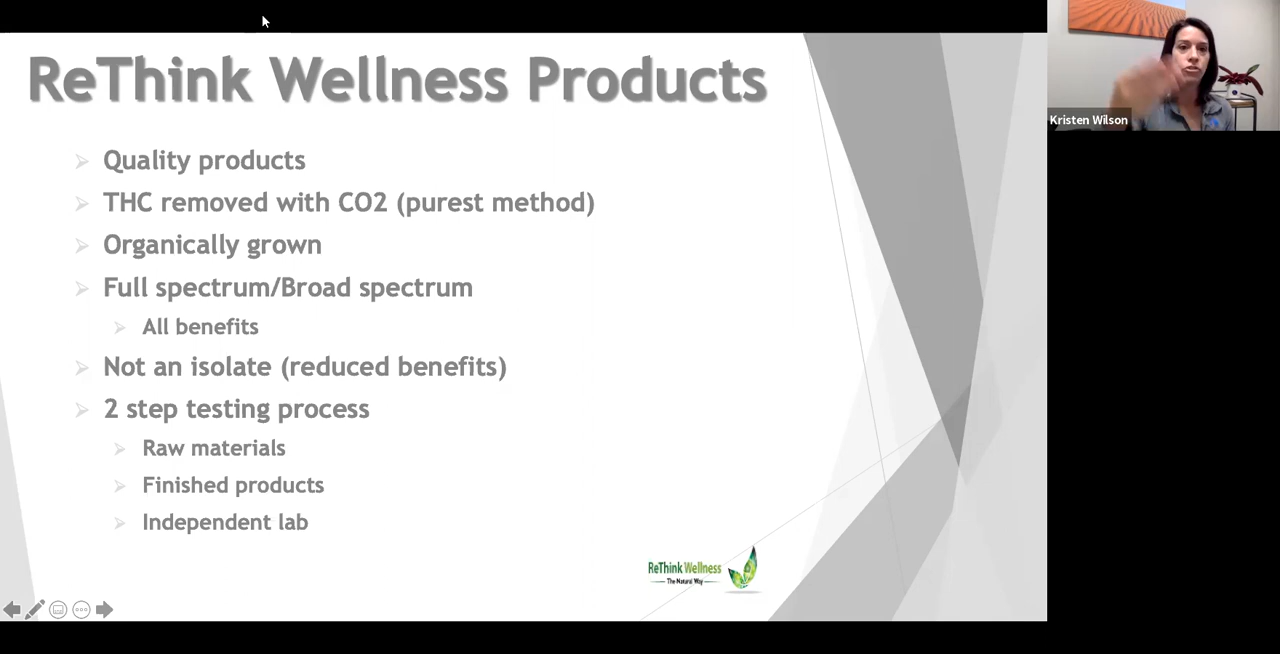 ReThink Wellness Products
Quality products
THC removed with CO2 (purest method)
Organically grown
Full spectrum/Broad spectrum
All benefits
Not an isolate (reduced benefits)
2 step testing process
Raw materials
Finished products
Independent lab
ReThink Wellness
The Natural Way
Kristen Wilson